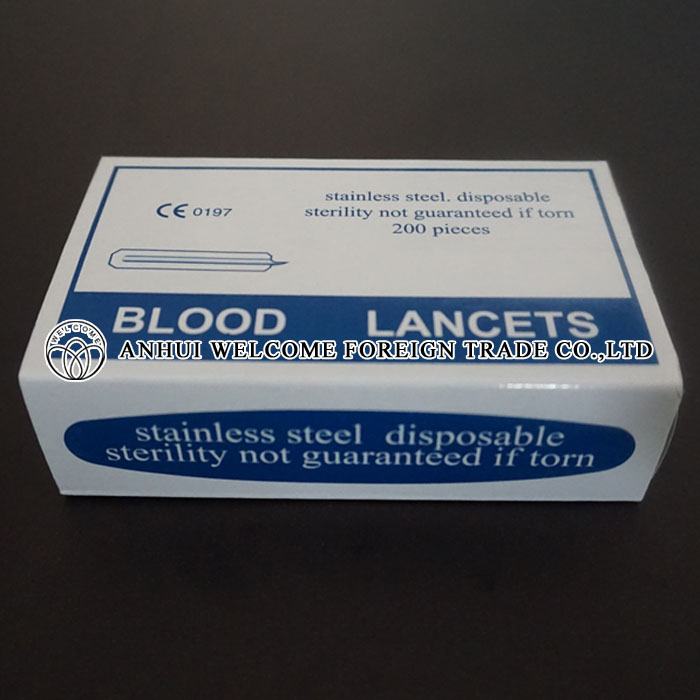 CE 0197
stainless steel. disposable
sterility not guaranteed if torn
200 pieces
BLOOD LANCETS
WELCOME
ANHUI WELCOME FOREIGN TRADE CO.,LTD
stainless steel disposable
sterility not guaranteed if torn